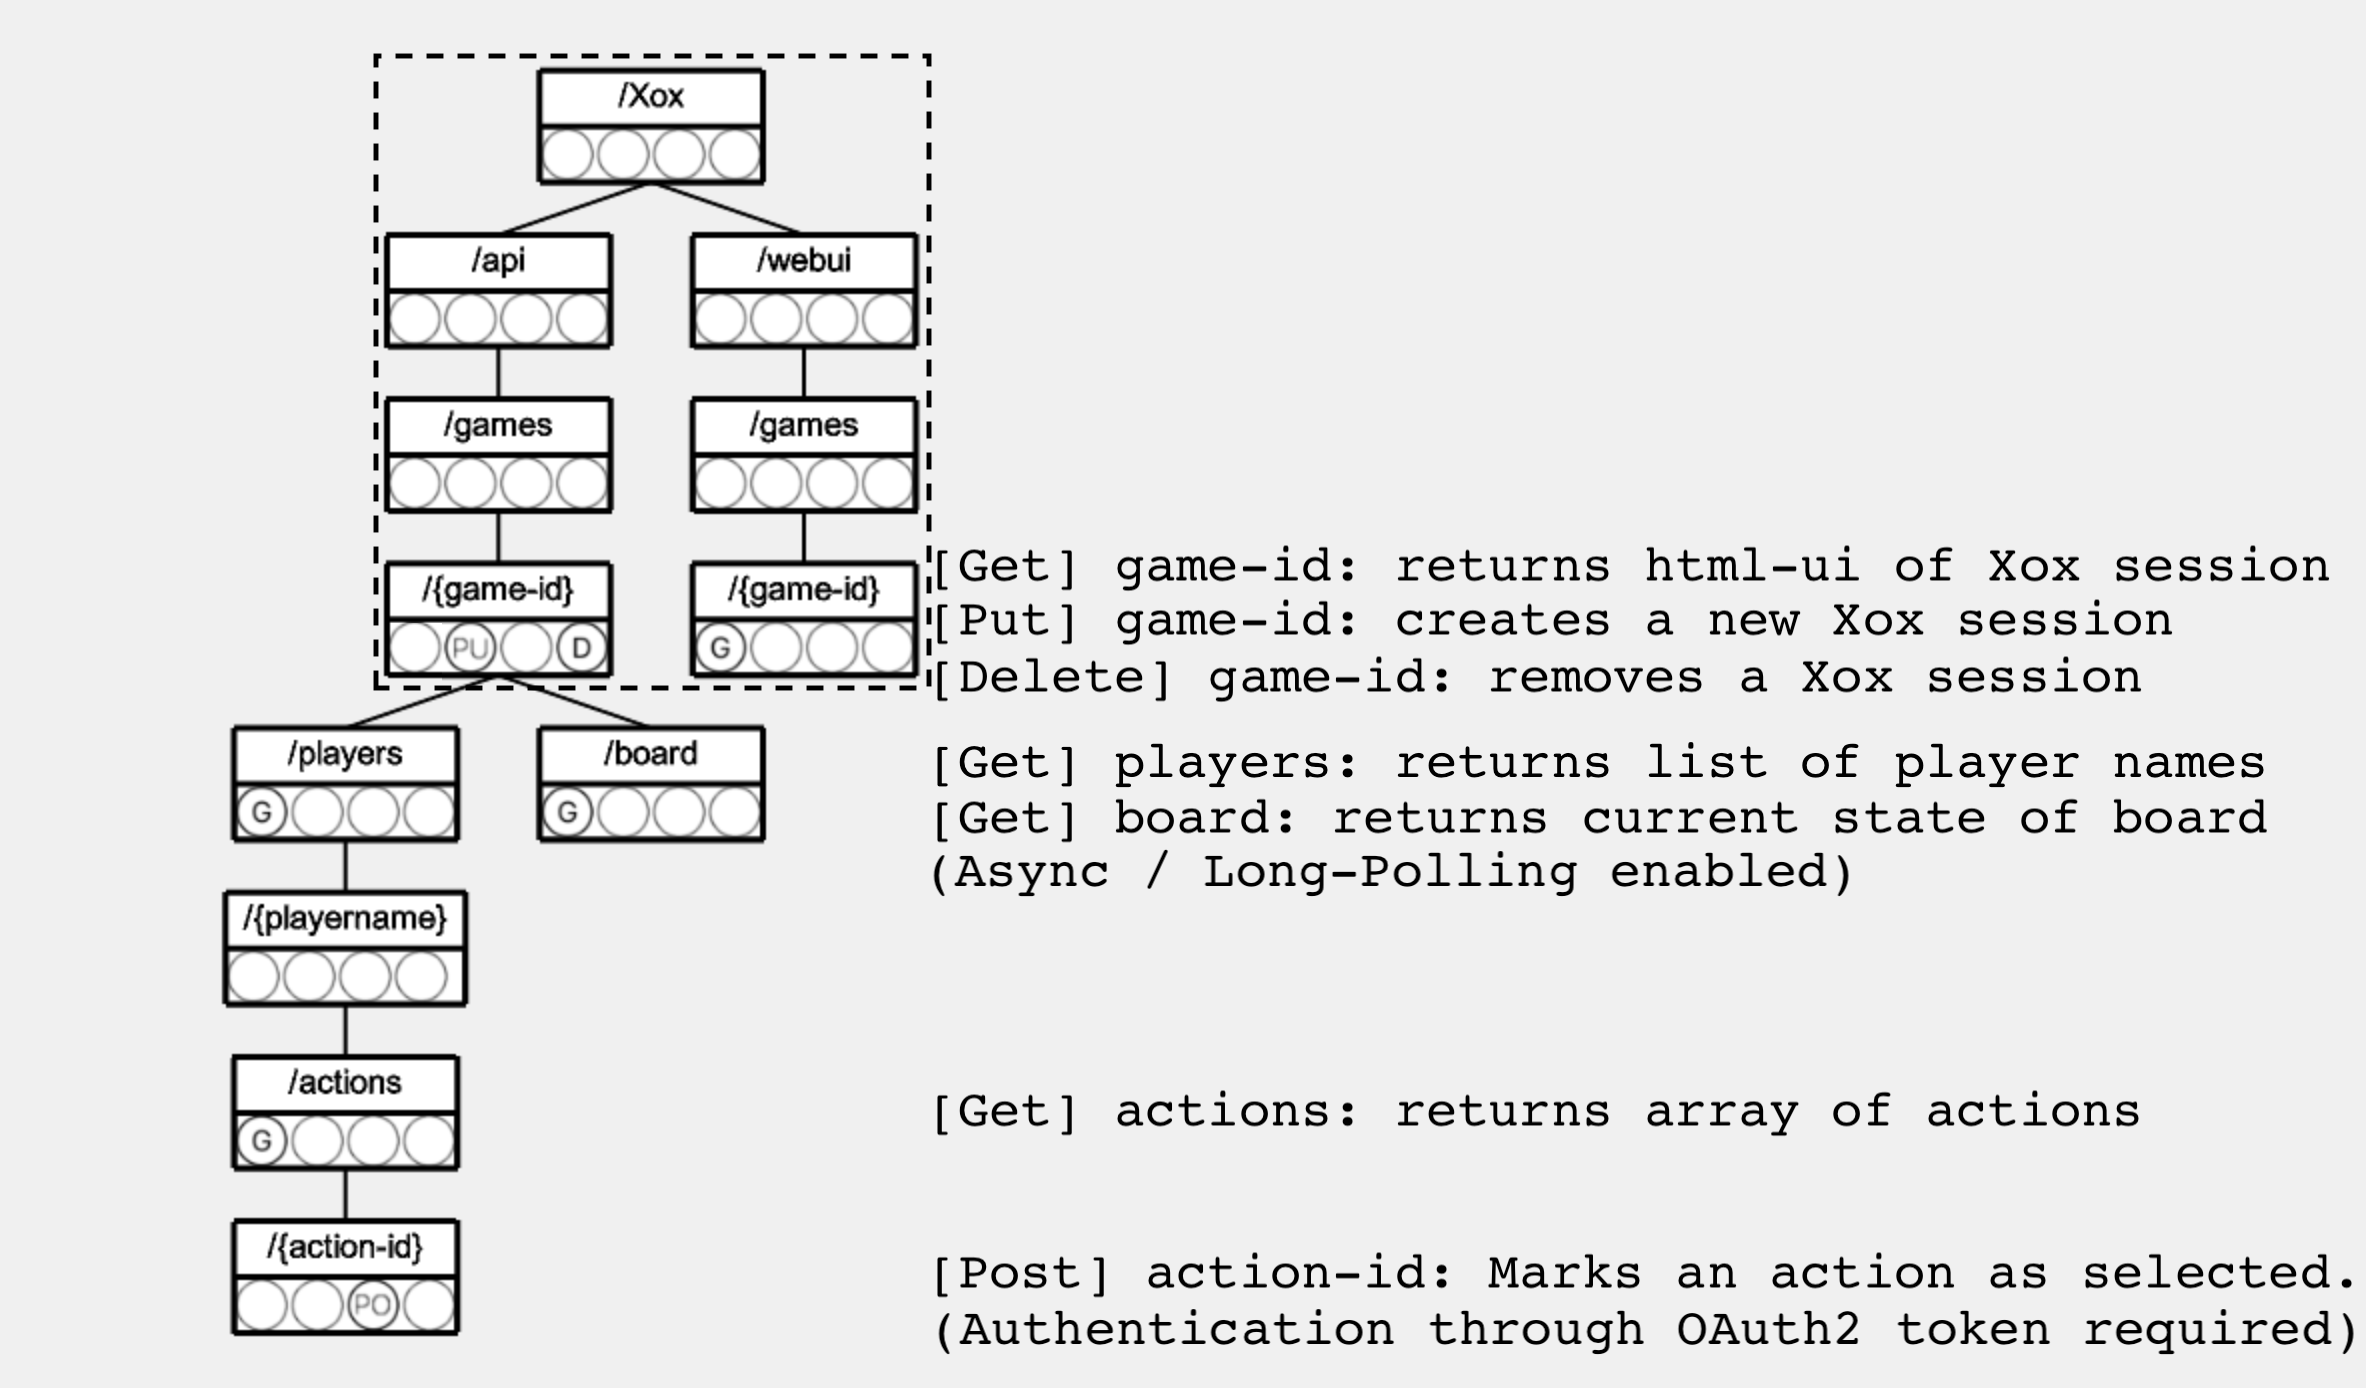 /Xox
/api
/webui
/games
/games
/{game-id}
/{game-id}
PU D
G
[Get] game-id: returns html-ui of Xox session
[Put] game-id: creates a new Xox session
[Delete] game-id: removes a Xox session
/players
/board
G
G
[Get] players: returns list of player names
[Get] board: returns current state of board
(Async / Long-Polling enabled)
/{playername}
/actions
G
[Get] actions: returns array of actions
/{action-id}
PO
[Post] action-id: Marks an action as selected.
(Authentication through OAuth2 token required)